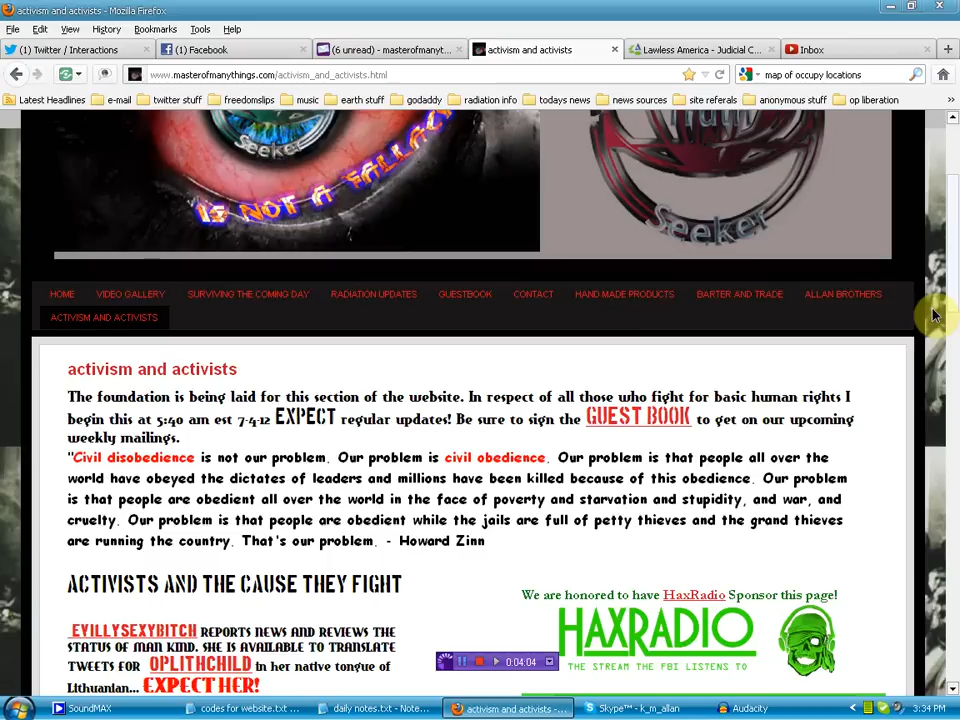 activism and activists - Mozilla Firefox
File Edit View History Bookmarks Tools Help
(1) Twitter / Interactions
(1) Facebook
(6 unread) - masterofmanyt...
activism and activists
Lawless America - Judicial C...
Inbox
www.masterofmanythings.com/activism_and_activists.html
map of occupy locations
Latest Headlines e-mail twitter stuff freedomslips music earth stuff godaddy radiation info todays news news sources site referals anonymous stuff op liberation
Seeker
IS NOT A FALLAC
Truth
Seeker
HOME VIDEO GALLERY SURVIVING THE COMING DAY RADIATION UPDATES GUESTBOOK CONTACT HAND MADE PRODUCTS BARTER AND TRADE ALLAN BROTHERS
ACTIVISM AND ACTIVISTS
activism and activists
The foundation is being laid for this section of the website. In respect of all those who fight for basic human rights I
begin this at 5:40 am est 7-4-12 EXPECT regular updates! Be sure to sign the GUEST BOOK to get on our upcoming
weekly mailings.
"Civil disobedience is not our problem. Our problem is civil obedience. Our problem is that people all over the
world have obeyed the dictates of leaders and millions have been killed because of this obedience. Our problem
is that people are obedient all over the world in the face of poverty and starvation and stupidity, and war, and
cruelty. Our problem is that people are obedient while the jails are full of petty thieves and the grand thieves
are running the country. That's our problem. - Howard Zinn
ACTIVISTS AND THE CAUSE THEY FIGHT
EVILLYSEXYBITCH REPORTS NEWS AND REVIEWS THE
STATUS OF MAN KIND. SHE IS AVAILABLE TO TRANSLATE
TWEETS FOR OPLITHCHILD in her native tongue of
Lithuanian... EXPECT HER!
We are honored to have HaxRadio Sponsor this page!
HAXRADIO
THE STREAM THE FBI LISTENS TO
0:04:04
SoundMAX
codes for website.txt ...
daily notes.txt - Note...
activism and activists -...
Skype™ - k_m_allan
Audacity
3:34 PM